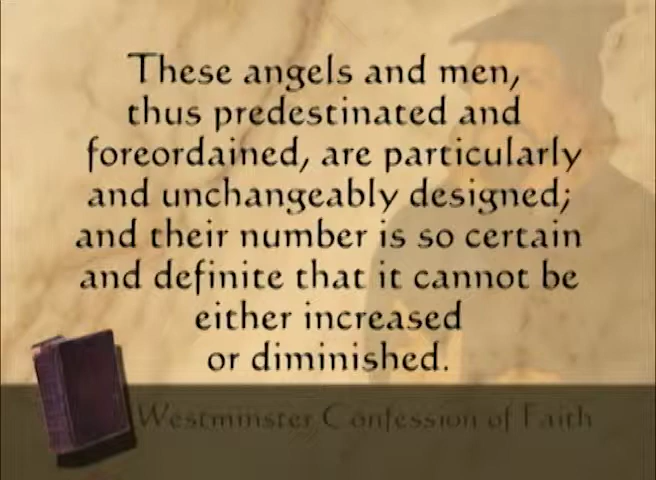 These angels and men,
thus predestinated and
foreordained, are particularly
and unchangeably designed;
and their number is so certain
and definite that it cannot be
either increased
or diminished.
Westminster Confession of Faith